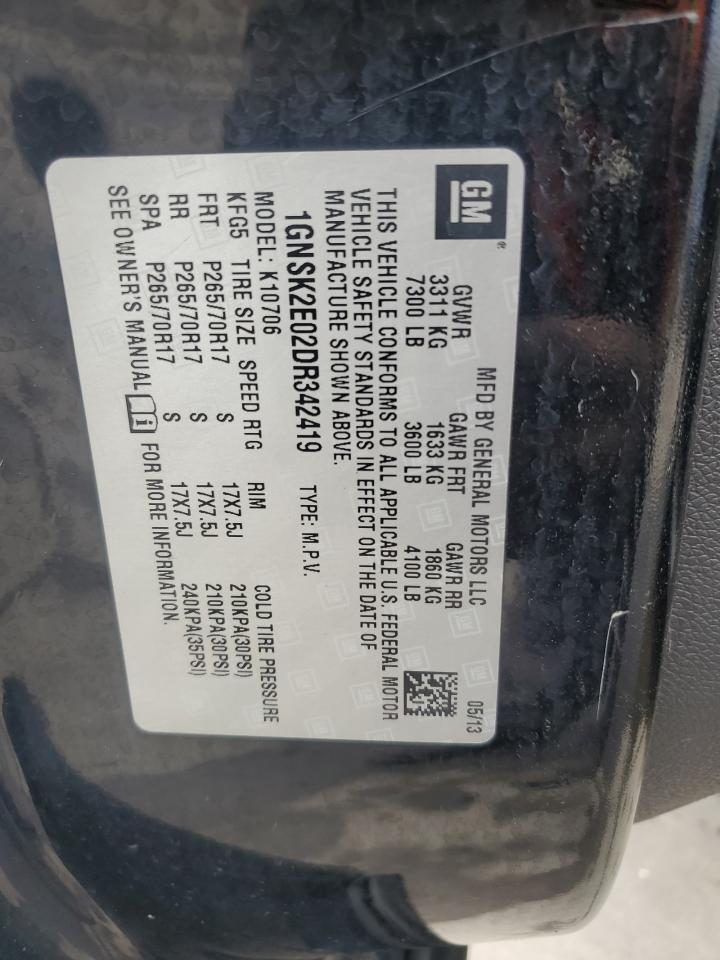 GM®
MFD BY GENERAL MOTORS LLC 05/13
GVWR GAWR FRT GAWR RR
3311 KG 1633 KG 1860 KG
7300 LB 3600 LB 4100 LB
THIS VEHICLE CONFORMS TO ALL APPLICABLE U.S. FEDERAL MOTOR
VEHICLE SAFETY STANDARDS IN EFFECT ON THE DATE OF
MANUFACTURE SHOWN ABOVE.
1GNSK2E02DR342419 TYPE: M.P.V.
MODEL: K10706
KFG5 TIRE SIZE SPEED RTG RIM COLD TIRE PRESSURE
FRT P265/70R17 S 17X7.5J 210KPA(30PSI)
RR P265/70R17 S 17X7.5J 210KPA(30PSI)
SPA P265/70R17 S 17X7.5J 240KPA(35PSI)
SEE OWNER'S MANUAL i FOR MORE INFORMATION.